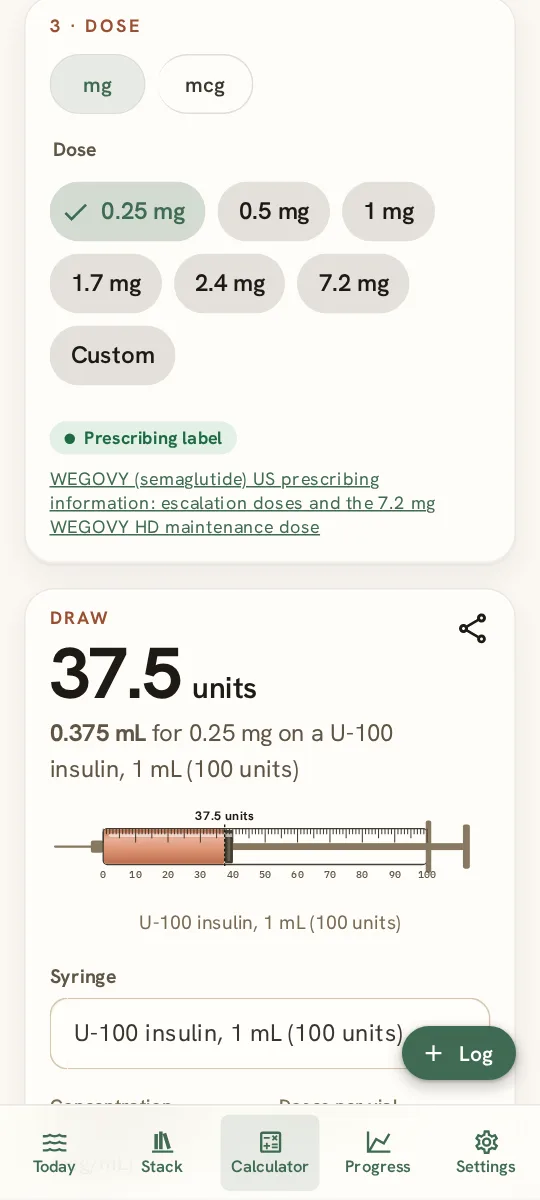 3 · DOSE
mg
mcg
Dose
0.25 mg
0.5 mg
1 mg
1.7 mg
2.4 mg
7.2 mg
Custom
Prescribing label
WEGOVY (semaglutide) US prescribing
information: escalation doses and the 7.2 mg
WEGOVY HD maintenance dose
DRAW
37.5 units
0.375 mL for 0.25 mg on a U-100
insulin, 1 mL (100 units)
37.5 units
0 10 20 30 40 50 60 70 80 90 100
U-100 insulin, 1 mL (100 units)
Syringe
U-100 insulin, 1 mL (100 units)
+ Log
Today
Stack
Calculator
Progress
Settings